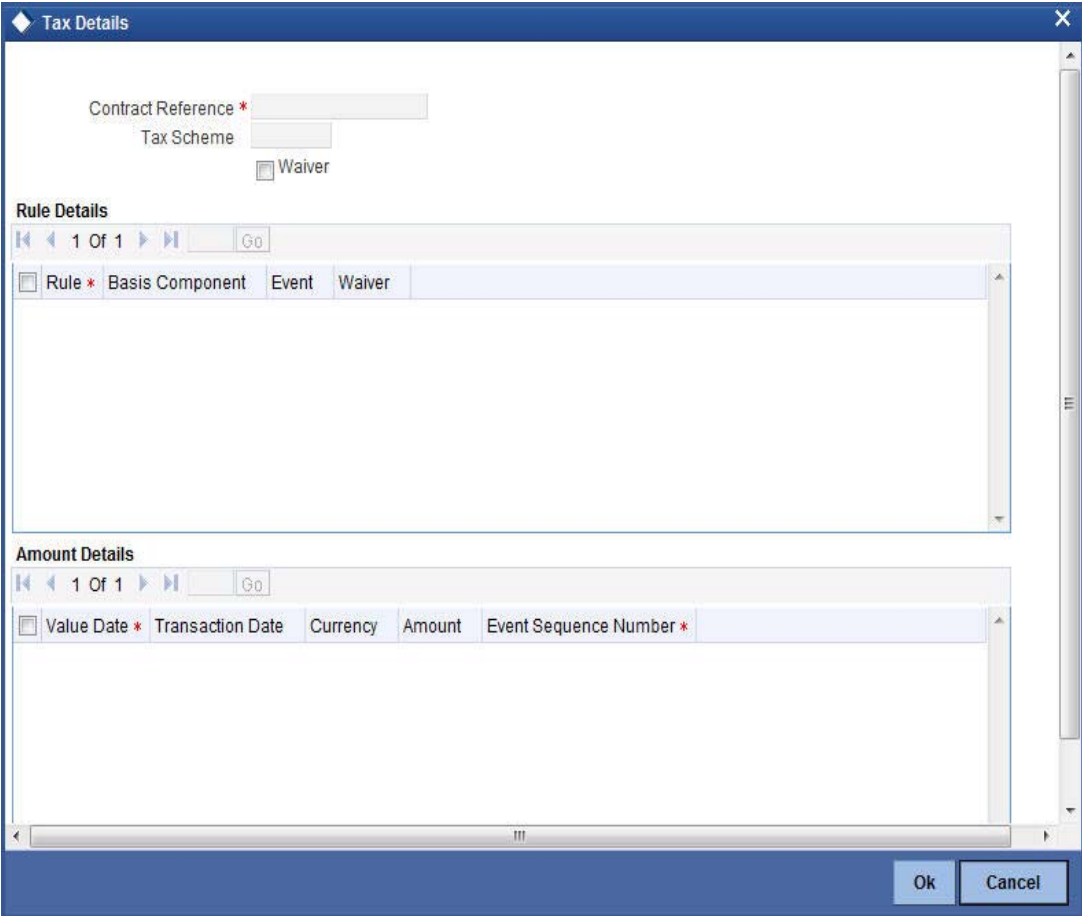 Tax Details
Contract Reference *
Tax Scheme
Waiver
Rule Details
1 Of 1 Go
Rule * Basis Component Event Waiver
Amount Details
1 Of 1 Go
Value Date * Transaction Date Currency Amount Event Sequence Number *
Ok Cancel